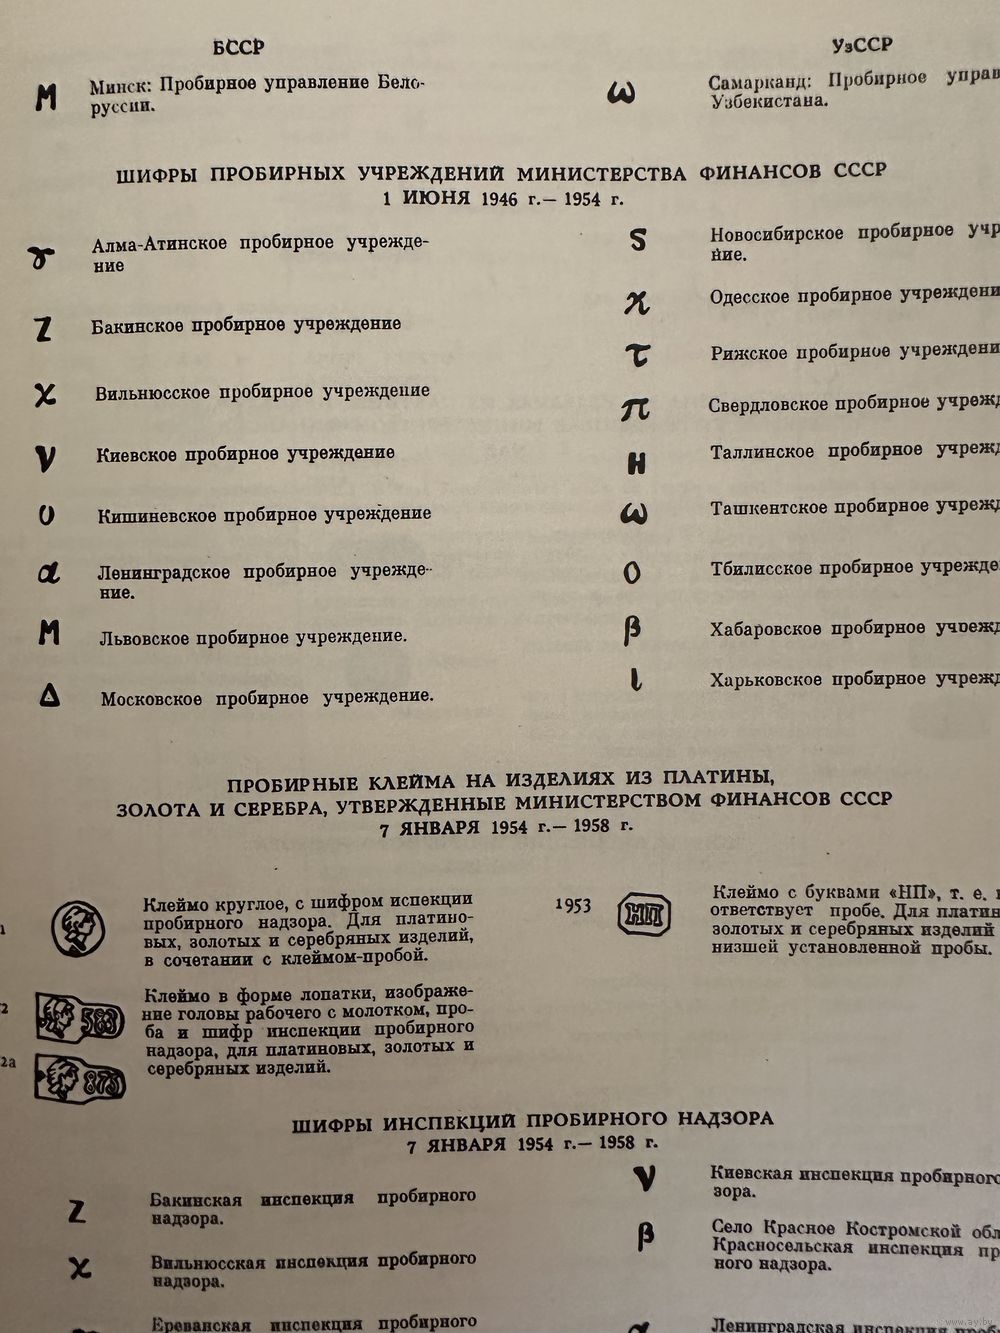 БССР
М Минск: Пробирное управление Бело-
руссии.
УзССР
ω Самарканд: Пробирное управ
Узбекистана.
ШИФРЫ ПРОБИРНЫХ УЧРЕЖДЕНИЙ МИНИСТЕРСТВА ФИНАНСОВ СССР
1 ИЮНЯ 1946 г.— 1954 г.
Алма-Атинское пробирное учрежде-
ние
Z Бакинское пробирное учреждение
χ Вильнюсское пробирное учреждение
ν Киевское пробирное учреждение
υ Кишиневское пробирное учреждение
α Ленинградское пробирное учрежде-
ние.
М Львовское пробирное учреждение.
Δ Московское пробирное учреждение.
S Новосибирское пробирное учр
ние.
Одесское пробирное учреждени
τ Рижское пробирное учреждени
π Свердловское пробирное учрежд
н Таллинское пробирное учрежд
ω Ташкентское пробирное учрежд
о Тбилисское пробирное учрежде
β Хабаровское пробирное учрежд
ι Харьковское пробирное учрежд
ПРОБИРНЫЕ КЛЕЙМА НА ИЗДЕЛИЯХ ИЗ ПЛАТИНЫ,
ЗОЛОТА И СЕРЕБРА, УТВЕРЖДЕННЫЕ МИНИСТЕРСТВОМ ФИНАНСОВ СССР
7 ЯНВАРЯ 1954 г.— 1958 г.
1
Клеймо круглое, с шифром испекции
пробирного надзора. Для платино-
вых, золотых и серебряных изделий,
в сочетании с клеймом-пробой.
2 583
2а 875
Клеймо в форме лопатки, изображе-
ние головы рабочего с молотком, про-
ба и шифр инспекции пробирного
надзора, для платиновых, золотых и
серебряных изделий.
1953 НП
Клеймо с буквами «НП», т. е.
ответствует пробе. Для платин
золотых и серебряных изделий
низшей установленной пробы.
ШИФРЫ ИНСПЕКЦИЙ ПРОБИРНОГО НАДЗОРА
7 ЯНВАРЯ 1954 г.— 1958 г.
Z Бакинская инспекция пробирного
надзора.
χ Вильнюсская инспекция пробирного
надзора.
Ереванская инспекция пробирного
ν Киевская инспекция пробирного
зора.
β Село Красное Костромской обл
Красносельская инспекция пр
ного надзора.
α Ленинградская инспекция
www.ay.by